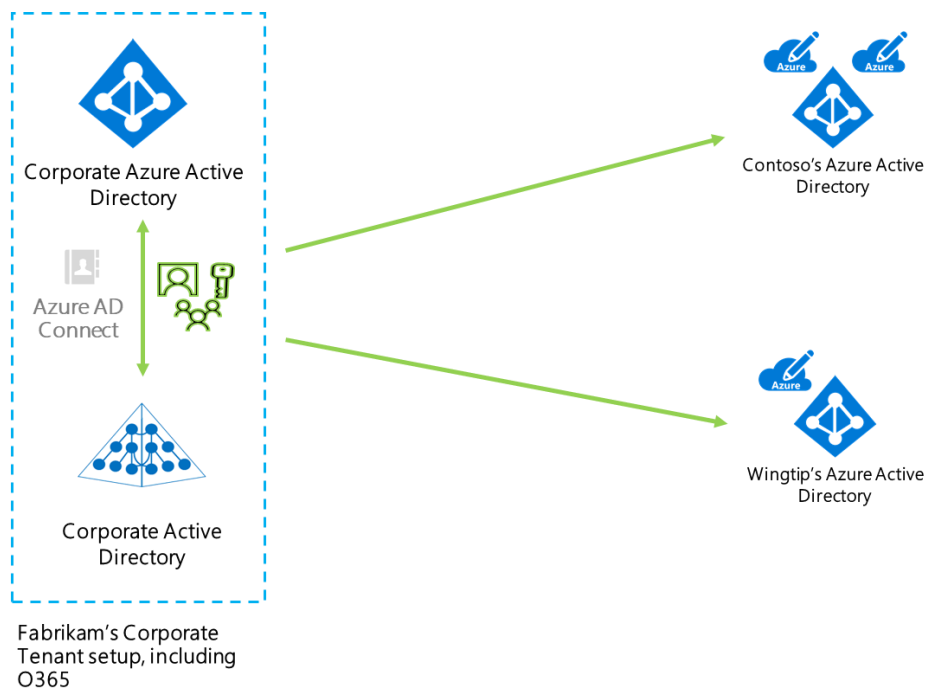 Corporate Azure Active
Directory
Azure AD
Connect
Corporate Active
Directory
Fabrikam’s Corporate
Tenant setup, including
O365
Azure
Azure
Contoso’s Azure Active
Directory
Azure
Wingtip’s Azure Active
Directory